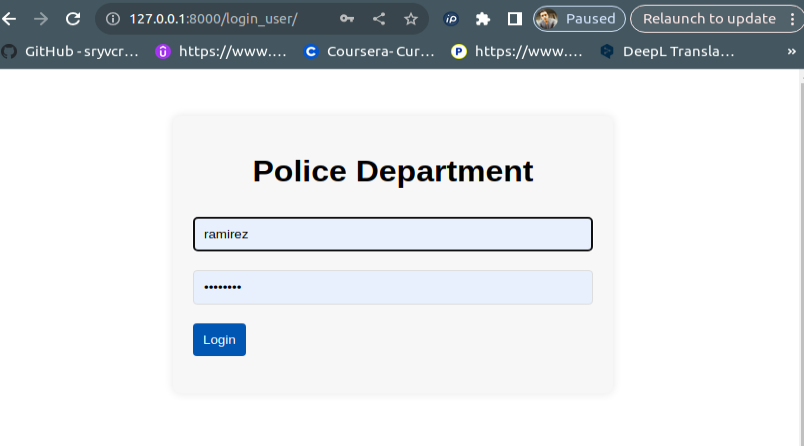 127.0.0.1:8000/login_user/
iP
Paused
Relaunch to update
GitHub - sryvcr…
https://www.…
Coursera- Cur…
https://www.…
DeepL Transla…
»
Police Department
ramirez
••••••••
Login